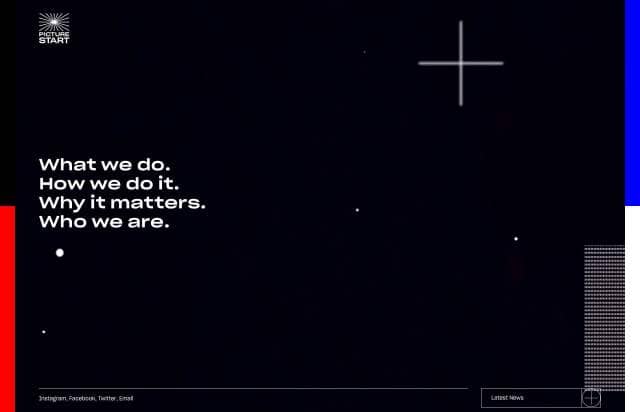 PICTURE
START
What we do.
How we do it.
Why it matters.
Who we are.
Instagram, Facebook, Twitter, Email
Latest News